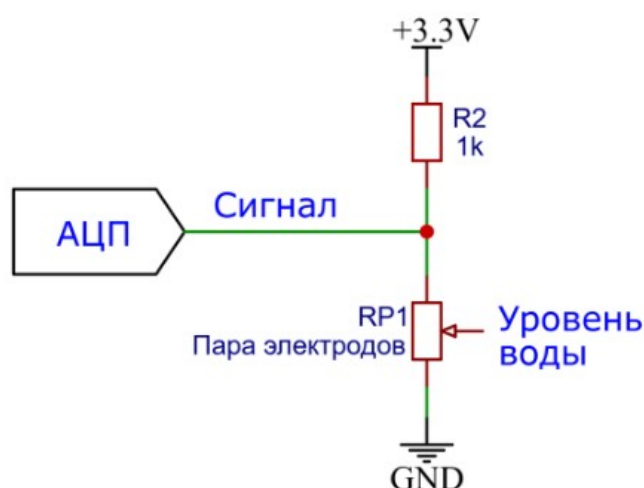 +3.3V
R2
1k
Сигнал
АЦП
RP1
Пара электродов
Уровень
воды
GND